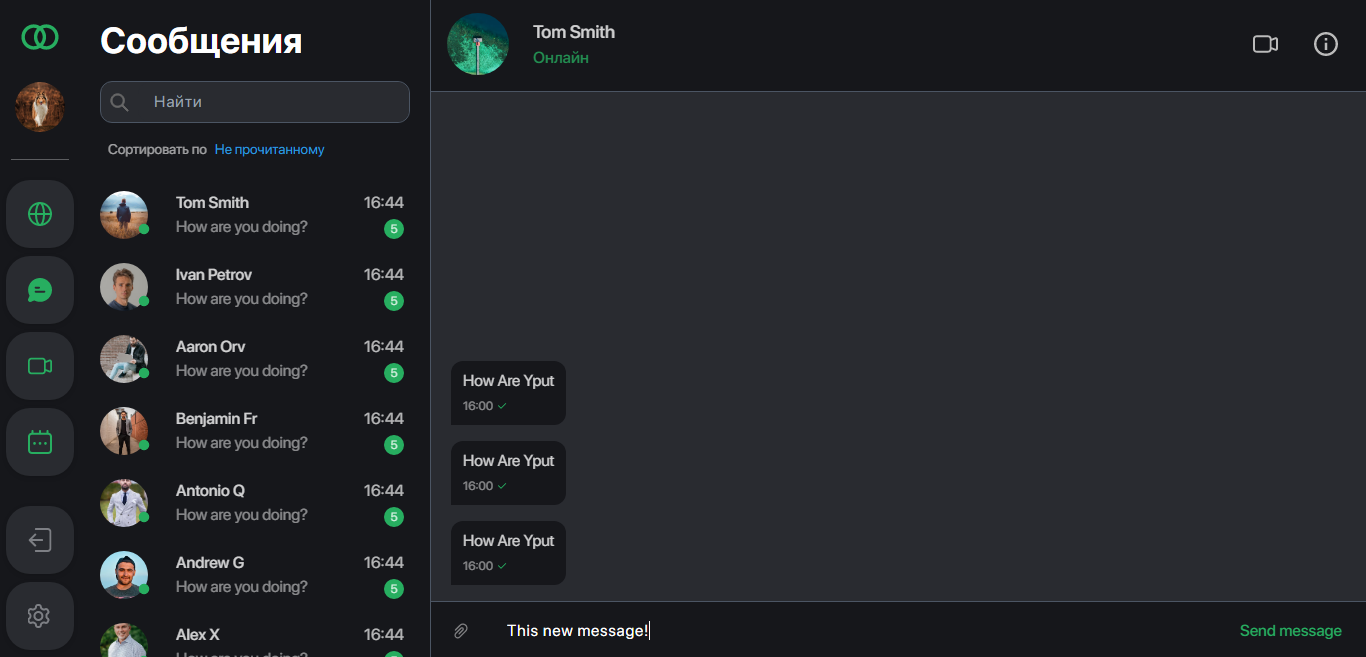 Сообщения
Найти
Сортировать по Не прочитанному
Tom Smith 16:44
How are you doing? 5
Ivan Petrov 16:44
How are you doing? 5
Aaron Orv 16:44
How are you doing? 5
Benjamin Fr 16:44
How are you doing? 5
Antonio Q 16:44
How are you doing? 5
Andrew G 16:44
How are you doing? 5
Alex X 16:44
How are you doing?
Tom Smith
Онлайн
How Are Yput
16:00
How Are Yput
16:00
How Are Yput
16:00
This new message!
Send message